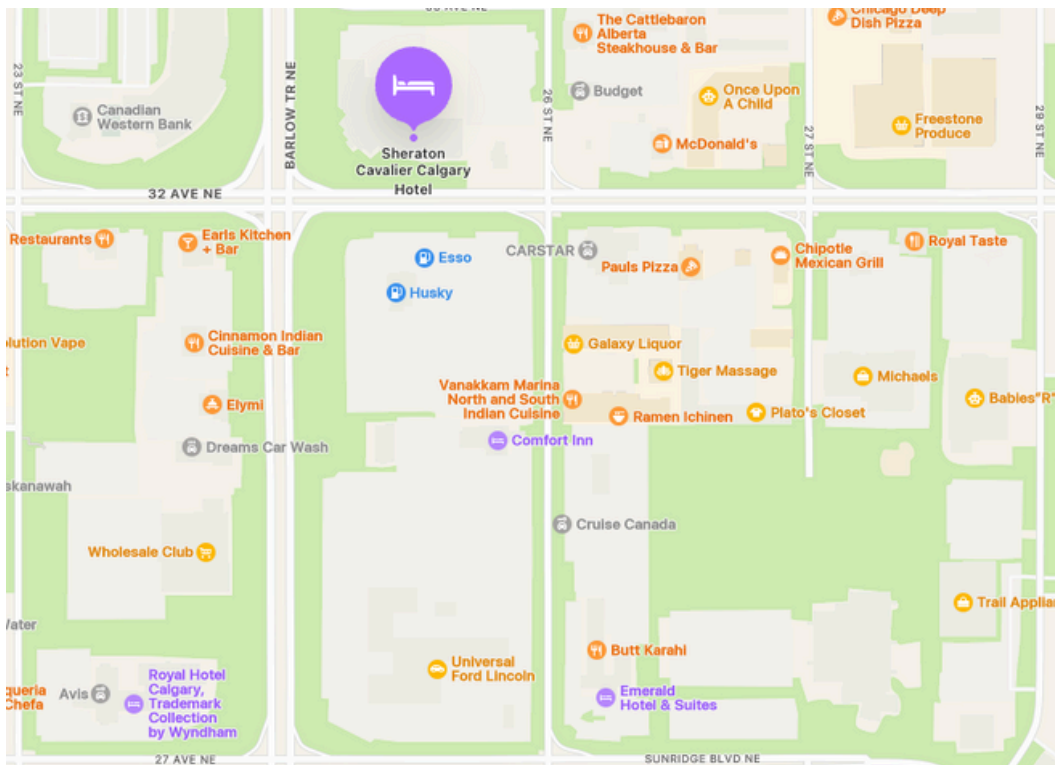 Chicago Deep
Dish Pizza
The Cattlebaron
Alberta
Steakhouse & Bar
23 ST NE
BARLOW TR NE
26 ST NE
27 ST NE
29 ST NE
Canadian
Western Bank
Budget
Once Upon
A Child
Freestone
Produce
McDonald's
Sheraton
Cavalier Calgary
Hotel
32 AVE NE
Restaurants
Earls Kitchen
+ Bar
Esso
Husky
CARSTAR
Pauls Pizza
Chipotle
Mexican Grill
Royal Taste
olution Vape
Cinnamon Indian
Cuisine & Bar
Galaxy Liquor
Tiger Massage
Michaels
Vanakkam Marina
North and South
Indian Cuisine
Elymi
Ramen Ichinen
Plato's Closet
Babies"R"
Comfort Inn
Dreams Car Wash
skanawah
Cruise Canada
Wholesale Club
Trail Applian
Water
Butt Karahi
Universal
Ford Lincoln
Royal Hotel
Calgary,
Trademark
Collection
by Wyndham
Avis
queria
Chefa
Emerald
Hotel & Suites
27 AVE NE
SUNRIDGE BLVD NE